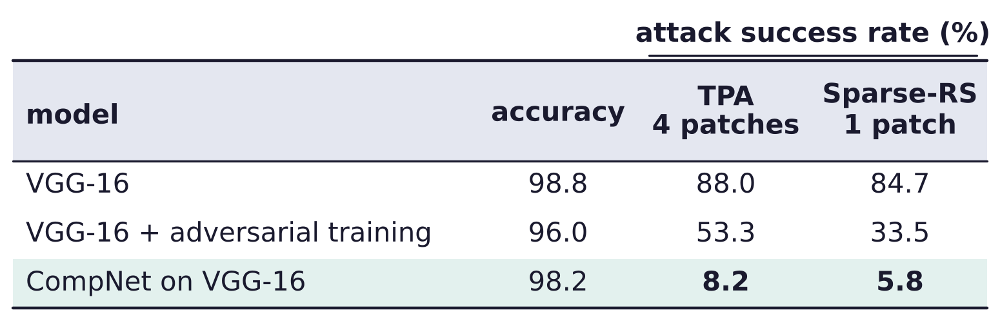 attack success rate (%)
model accuracy TPA 4 patches Sparse-RS 1 patch
VGG-16 98.8 88.0 84.7
VGG-16 + adversarial training 96.0 53.3 33.5
CompNet on VGG-16 98.2 8.2 5.8